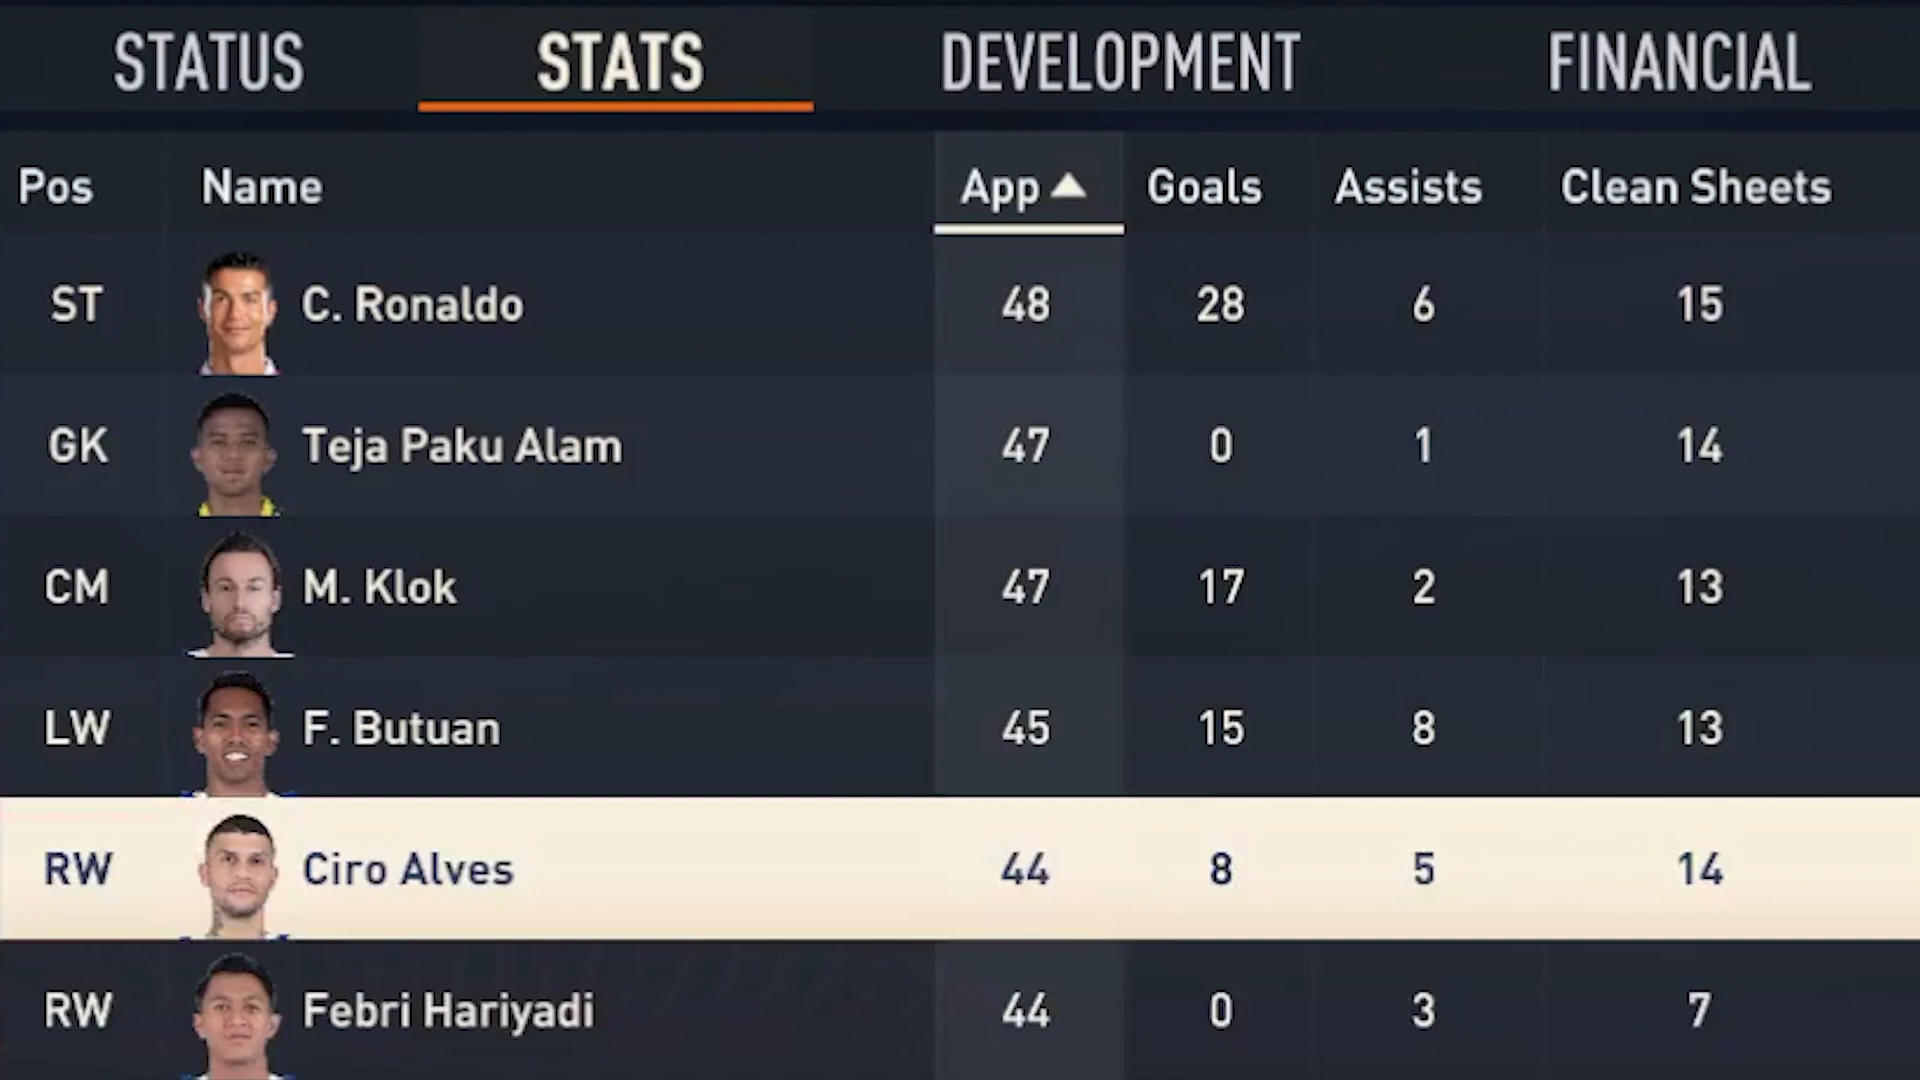 STATUS STATS DEVELOPMENT FINANCIAL
Pos Name App Goals Assists Clean Sheets
ST C. Ronaldo 48 28 6 15
GK Teja Paku Alam 47 0 1 14
CM M. Klok 47 17 2 13
LW F. Butuan 45 15 8 13
RW Ciro Alves 44 8 5 14
RW Febri Hariyadi 44 0 3 7